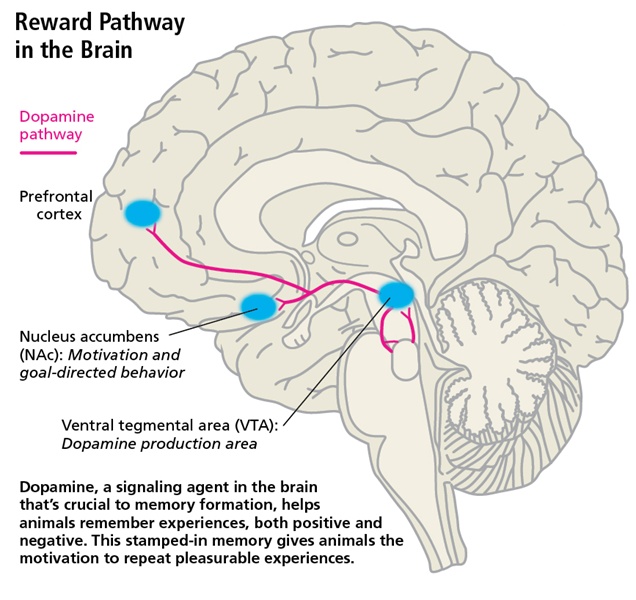 Reward Pathway
in the Brain
Dopamine
pathway
Prefrontal
cortex
Nucleus accumbens
(NAc): Motivation and
goal-directed behavior
Ventral tegmental area (VTA):
Dopamine production area
Dopamine, a signaling agent in the brain
that's crucial to memory formation, helps
animals remember experiences, both positive and
negative. This stamped-in memory gives animals the
motivation to repeat pleasurable experiences.